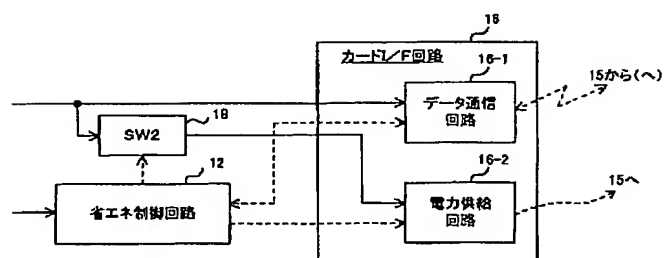 16
カードI/F回路
16-1
15から(へ)
データ通信
回路
18
SW2
12
16-2
15へ
省エネ制御回路
電力供給
回路